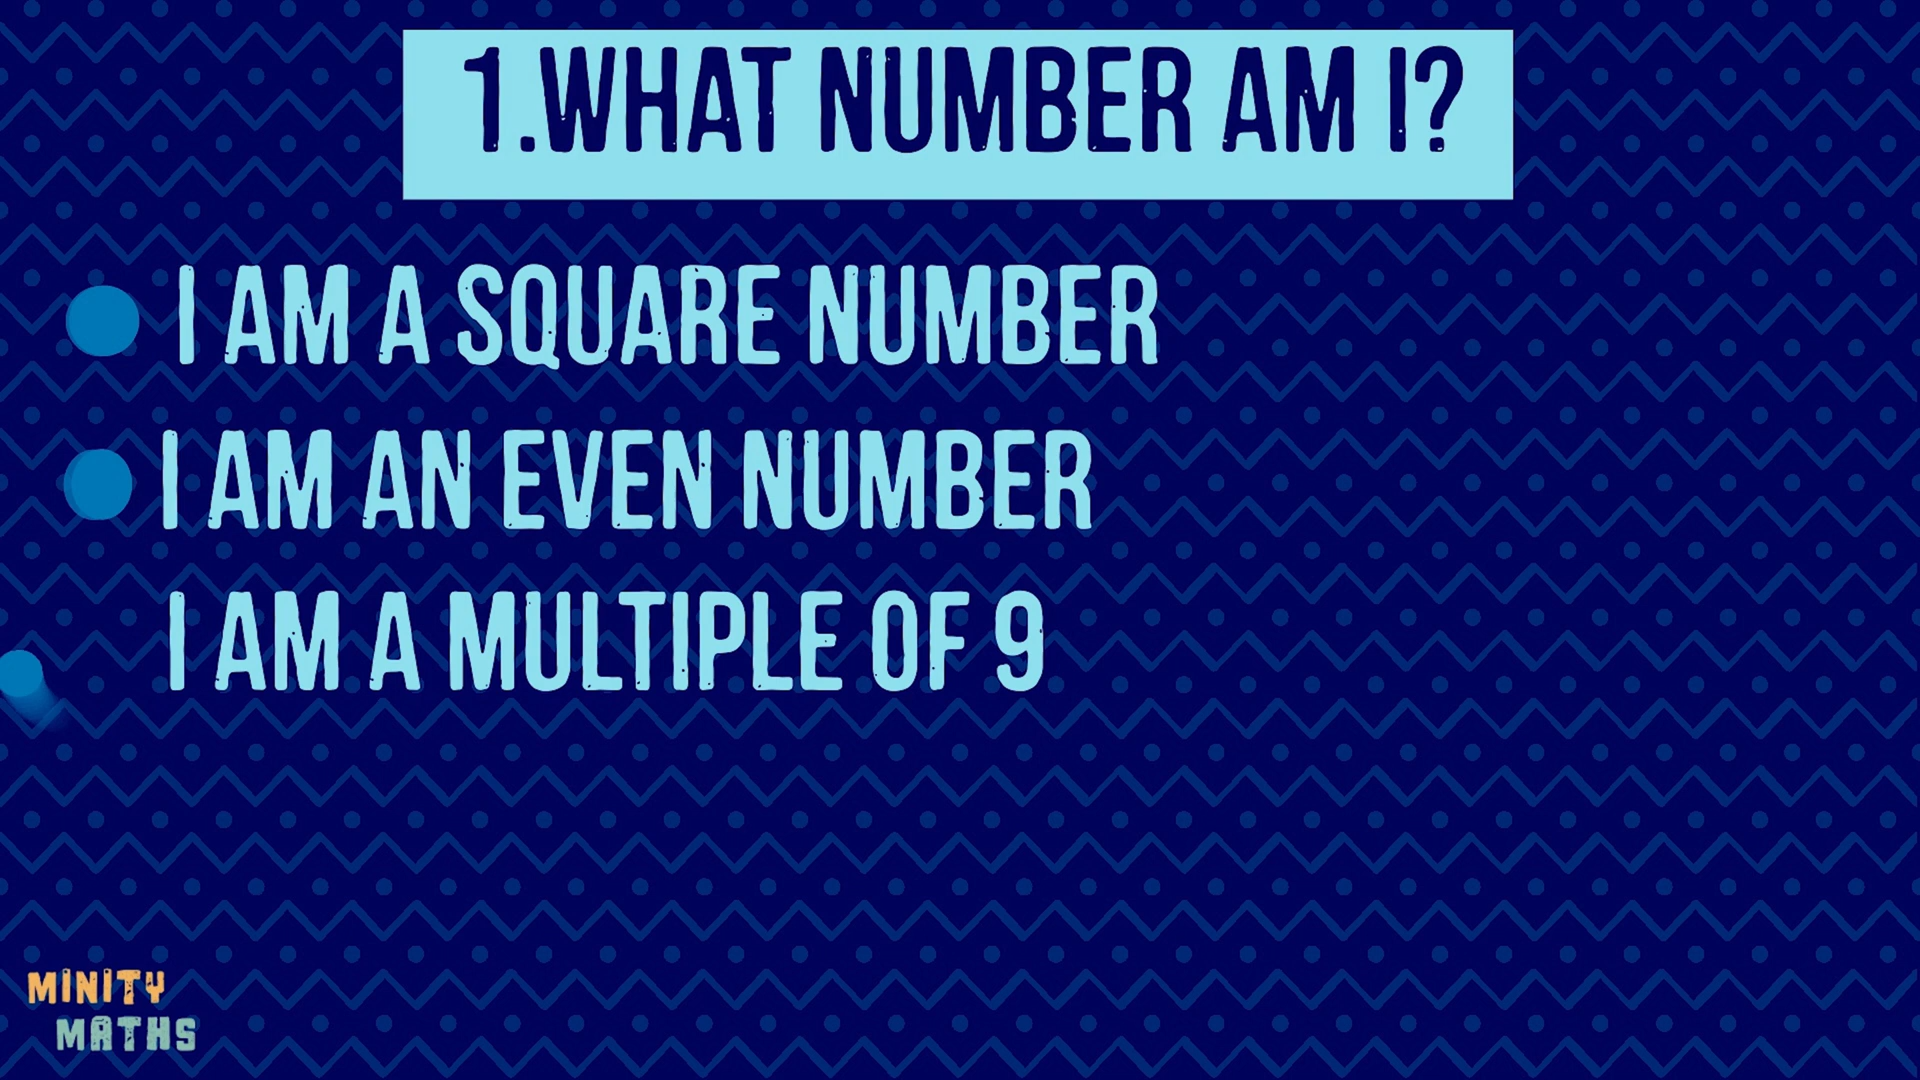 1.WHAT NUMBER AM I?
I AM A SQUARE NUMBER
I AM AN EVEN NUMBER
I AM A MULTIPLE OF 9
MINITY
MATHS